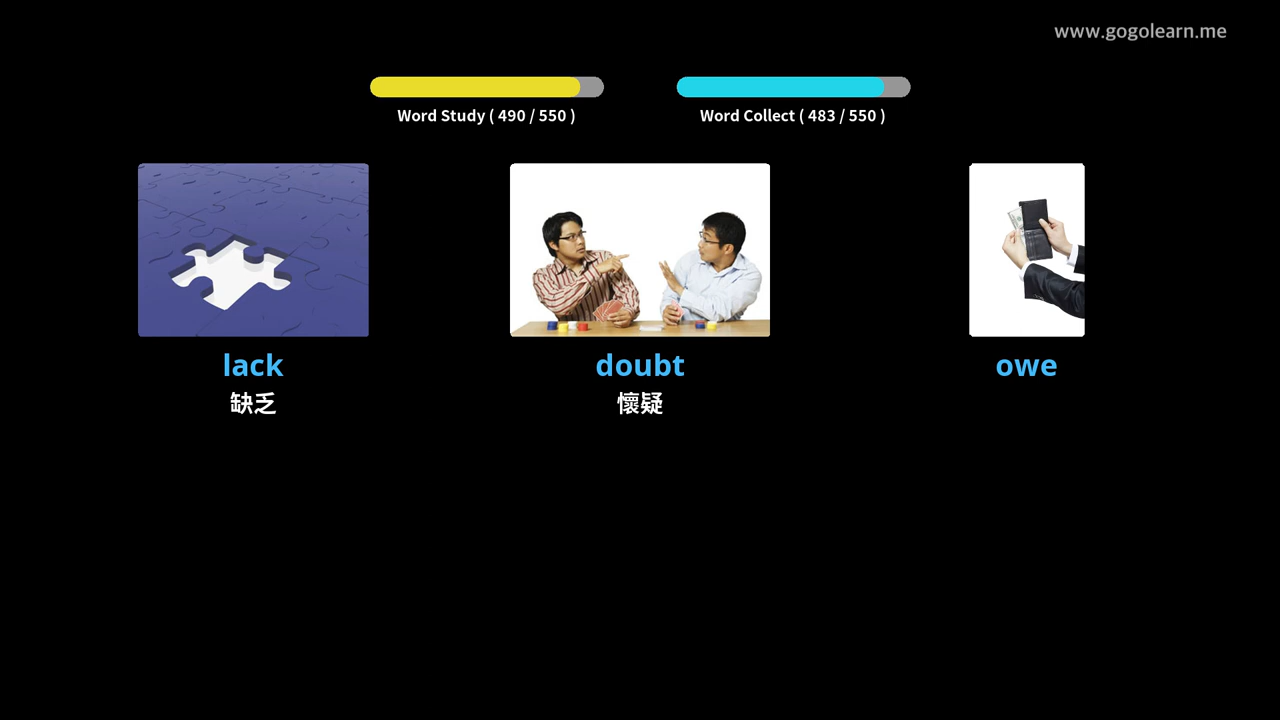 www.gogolearn.me
Word Study ( 490 / 550 )
Word Collect ( 483 / 550 )
lack
doubt
owe
缺乏
懷疑